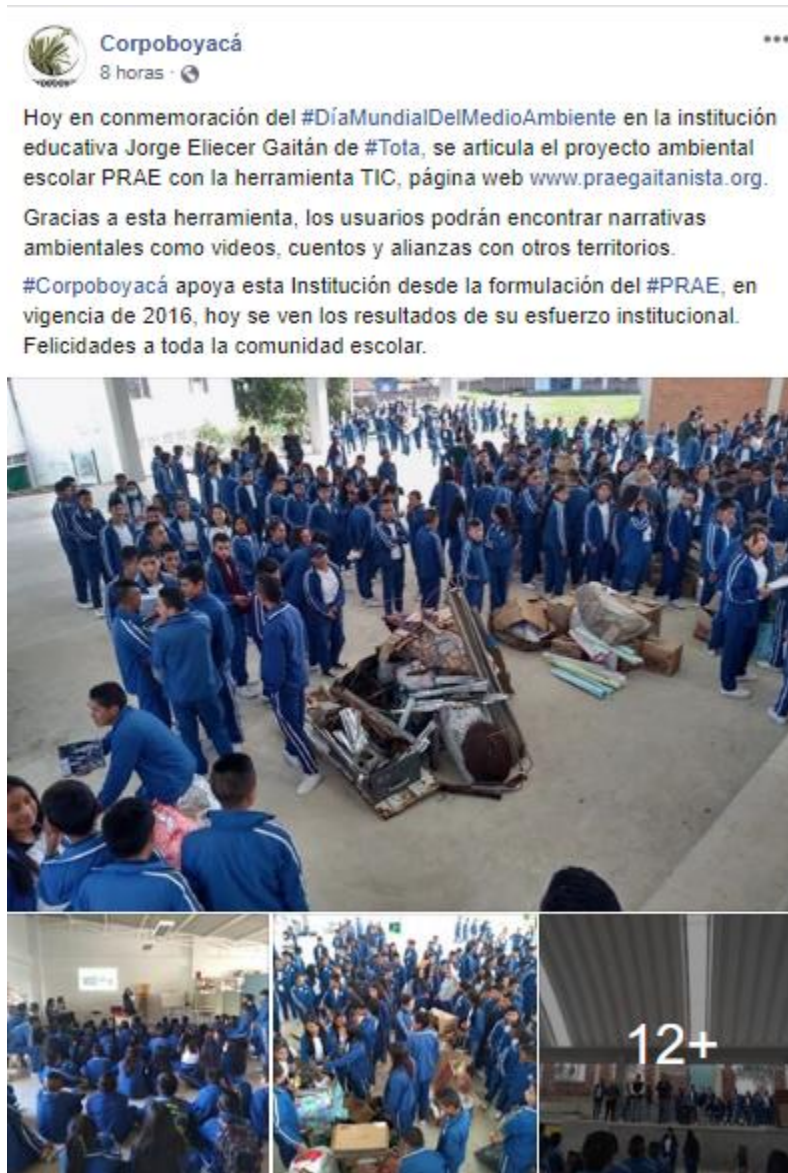 Corpoboyacá
8 horas ·
Hoy en conmemoración del #DíaMundialDelMedioAmbiente en la institución
educativa Jorge Eliecer Gaitán de #Tota, se articula el proyecto ambiental
escolar PRAE con la herramienta TIC, página web www.praegaitanista.org.
Gracias a esta herramienta, los usuarios podrán encontrar narrativas
ambientales como videos, cuentos y alianzas con otros territorios.
#Corpoboyacá apoya esta Institución desde la formulación del #PRAE, en
vigencia de 2016, hoy se ven los resultados de su esfuerzo institucional.
Felicidades a toda la comunidad escolar.
12+